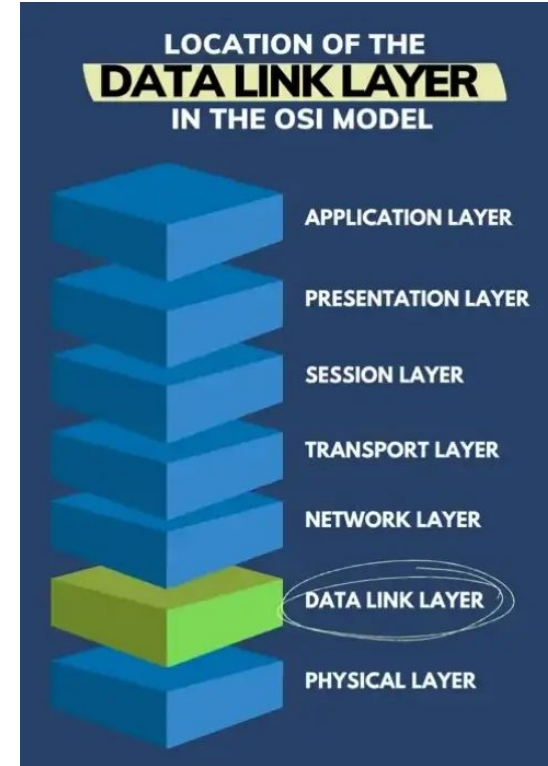 LOCATION OF THE
DATA LINK LAYER
IN THE OSI MODEL
APPLICATION LAYER
PRESENTATION LAYER
SESSION LAYER
TRANSPORT LAYER
NETWORK LAYER
DATA LINK LAYER
PHYSICAL LAYER